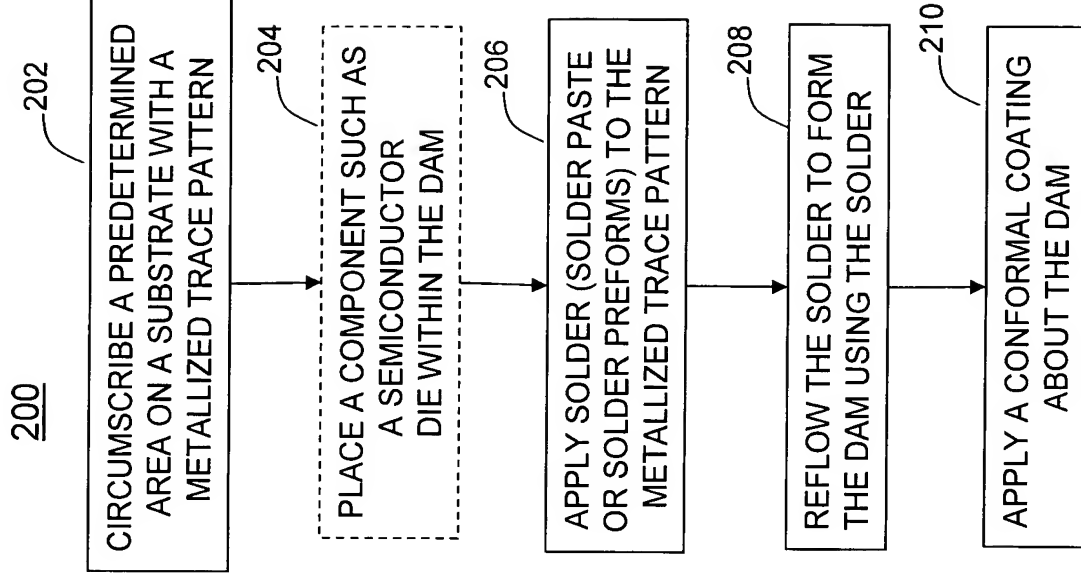 200
202
CIRCUMSCRIBE A PREDETERMINED
AREA ON A SUBSTRATE WITH A
METALLIZED TRACE PATTERN
204
PLACE A COMPONENT SUCH AS
A SEMICONDUCTOR
DIE WITHIN THE DAM
206
APPLY SOLDER (SOLDER PASTE
OR SOLDER PREFORMS) TO THE
METALLIZED TRACE PATTERN
208
REFLOW THE SOLDER TO FORM
THE DAM USING THE SOLDER
210
APPLY A CONFORMAL COATING
ABOUT THE DAM